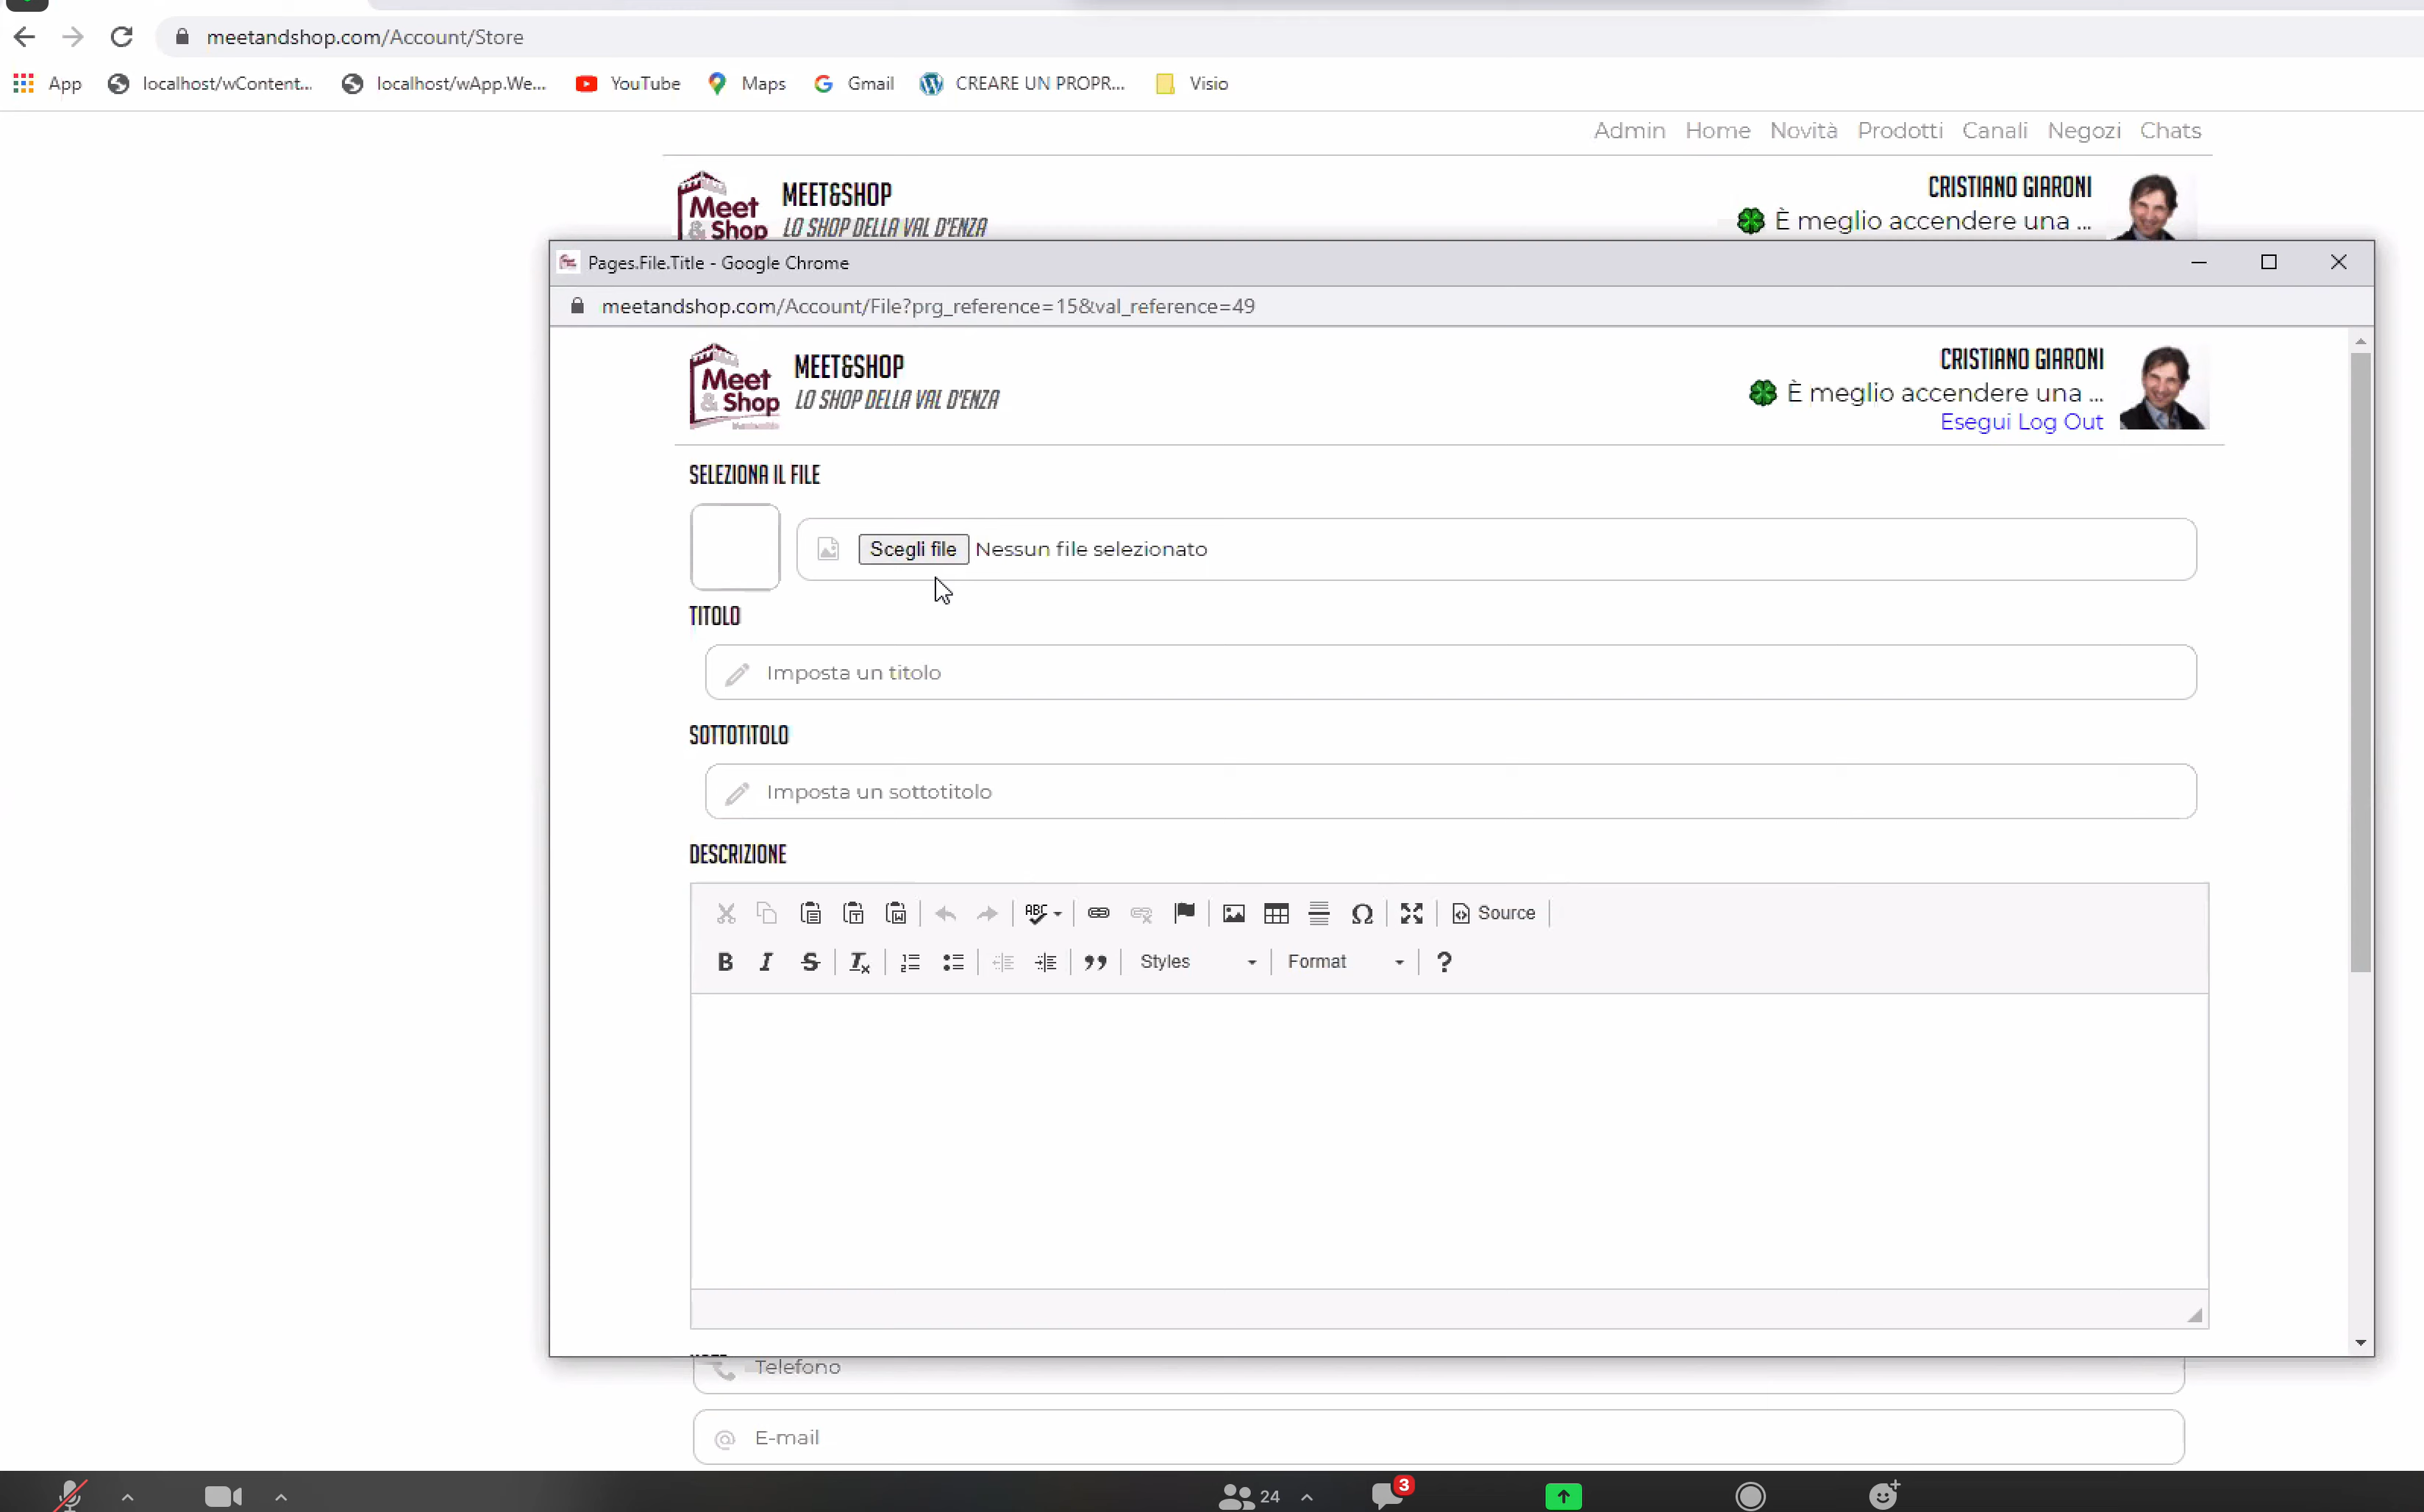 meetandshop.com/Account/Store
App localhost/wContent... localhost/wApp.We... YouTube Maps Gmail CREARE UN PROPR... Visio
Admin Home Novità Prodotti Canali Negozi Chats
Meet & Shop
MEET&SHOP
LO SHOP DELLA VAL D'ENZA
CRISTIANO GIARONI
È meglio accendere una ...
Pages.File.Title - Google Chrome
meetandshop.com/Account/File?prg_reference=15&val_reference=49
Meet
& Shop
MEET&SHOP
LO SHOP DELLA VAL D'ENZA
CRISTIANO GIARONI
È meglio accendere una ...
Esegui Log Out
SELEZIONA IL FILE
Scegli file Nessun file selezionato
TITOLO
Imposta un titolo
SOTTOTITOLO
Imposta un sottotitolo
DESCRIZIONE
ABC Source
B I S Styles Format ?
Telefono
@ E-mail
24 3